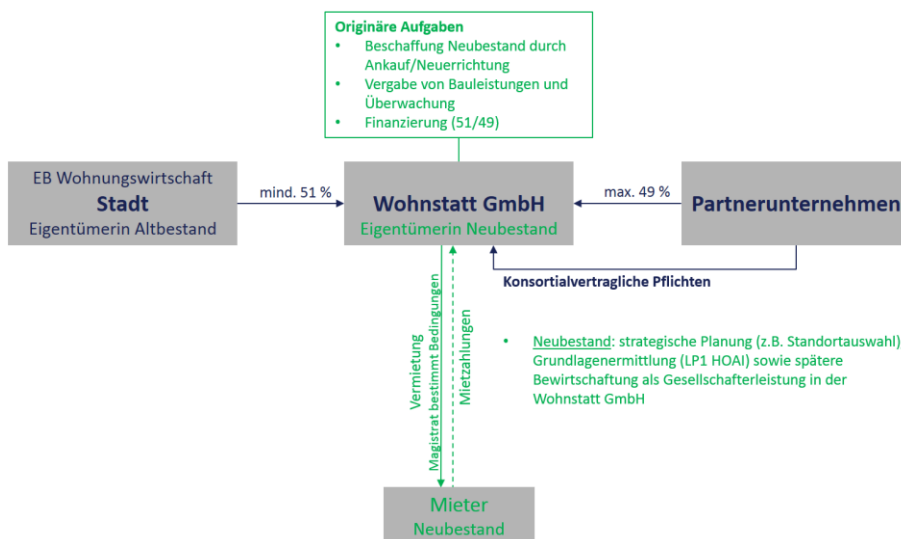 Originäre Aufgaben
• Beschaffung Neubestand durch
Ankauf/Neuerrichtung
• Vergabe von Bauleistungen und
Überwachung
• Finanzierung (51/49)
EB Wohnungswirtschaft
Stadt
Eigentümerin Altbestand
mind. 51 %
Wohnstatt GmbH
Eigentümerin Neubestand
max. 49 %
Partnerunternehmen
Konsortialvertragliche Pflichten
Vermietung
Magistrat bestimmt Bedingungen
Mietzahlungen
• Neubestand: strategische Planung (z.B. Standortauswahl)
Grundlagenermittlung (LP1 HOAI) sowie spätere
Bewirtschaftung als Gesellschafterleistung in der
Wohnstatt GmbH
Mieter
Neubestand